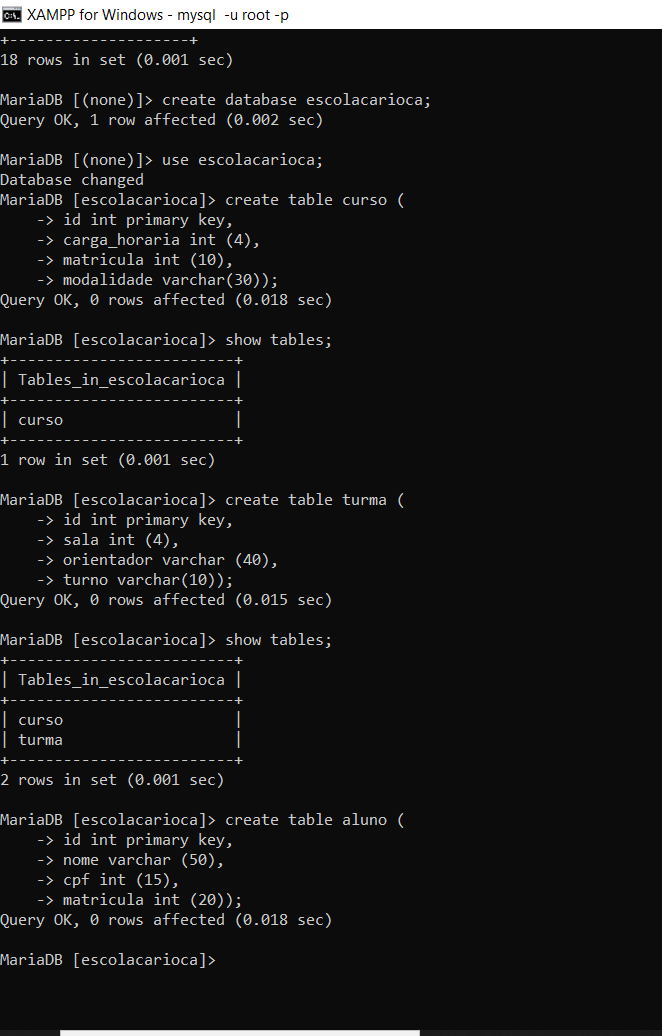 XAMPP for Windows - mysql  -u root -p
+--------------------+
18 rows in set (0.001 sec)
MariaDB [(none)]> create database escolacarioca;
Query OK, 1 row affected (0.002 sec)
MariaDB [(none)]> use escolacarioca;
Database changed
MariaDB [escolacarioca]> create table curso (
    -> id int primary key,
    -> carga_horaria int (4),
    -> matricula int (10),
    -> modalidade varchar(30));
Query OK, 0 rows affected (0.018 sec)
MariaDB [escolacarioca]> show tables;
+-------------------------+
| Tables_in_escolacarioca |
+-------------------------+
| curso                   |
+-------------------------+
1 row in set (0.001 sec)
MariaDB [escolacarioca]> create table turma (
    -> id int primary key,
    -> sala int (4),
    -> orientador varchar (40),
    -> turno varchar(10));
Query OK, 0 rows affected (0.015 sec)
MariaDB [escolacarioca]> show tables;
+-------------------------+
| Tables_in_escolacarioca |
+-------------------------+
| curso                   |
| turma                   |
+-------------------------+
2 rows in set (0.001 sec)
MariaDB [escolacarioca]> create table aluno (
    -> id int primary key,
    -> nome varchar (50),
    -> cpf int (15),
    -> matricula int (20));
Query OK, 0 rows affected (0.018 sec)
MariaDB [escolacarioca]>